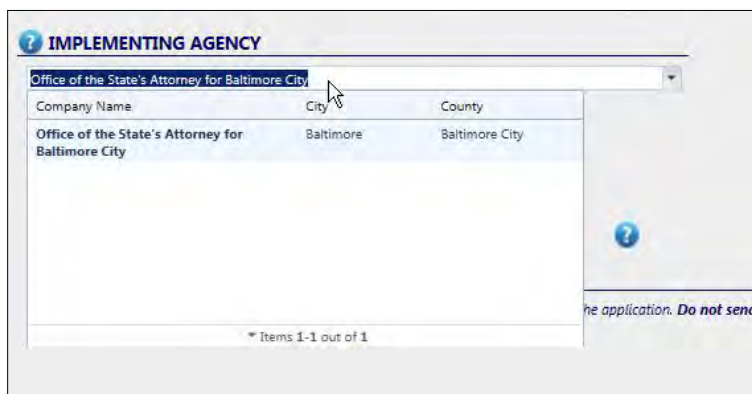 IMPLEMENTING AGENCY
Office of the State's Attorney for Baltimore City
Company Name City County
Office of the State's Attorney for Baltimore Baltimore City
Baltimore City
he application. Do not send
Items 1-1 out of 1